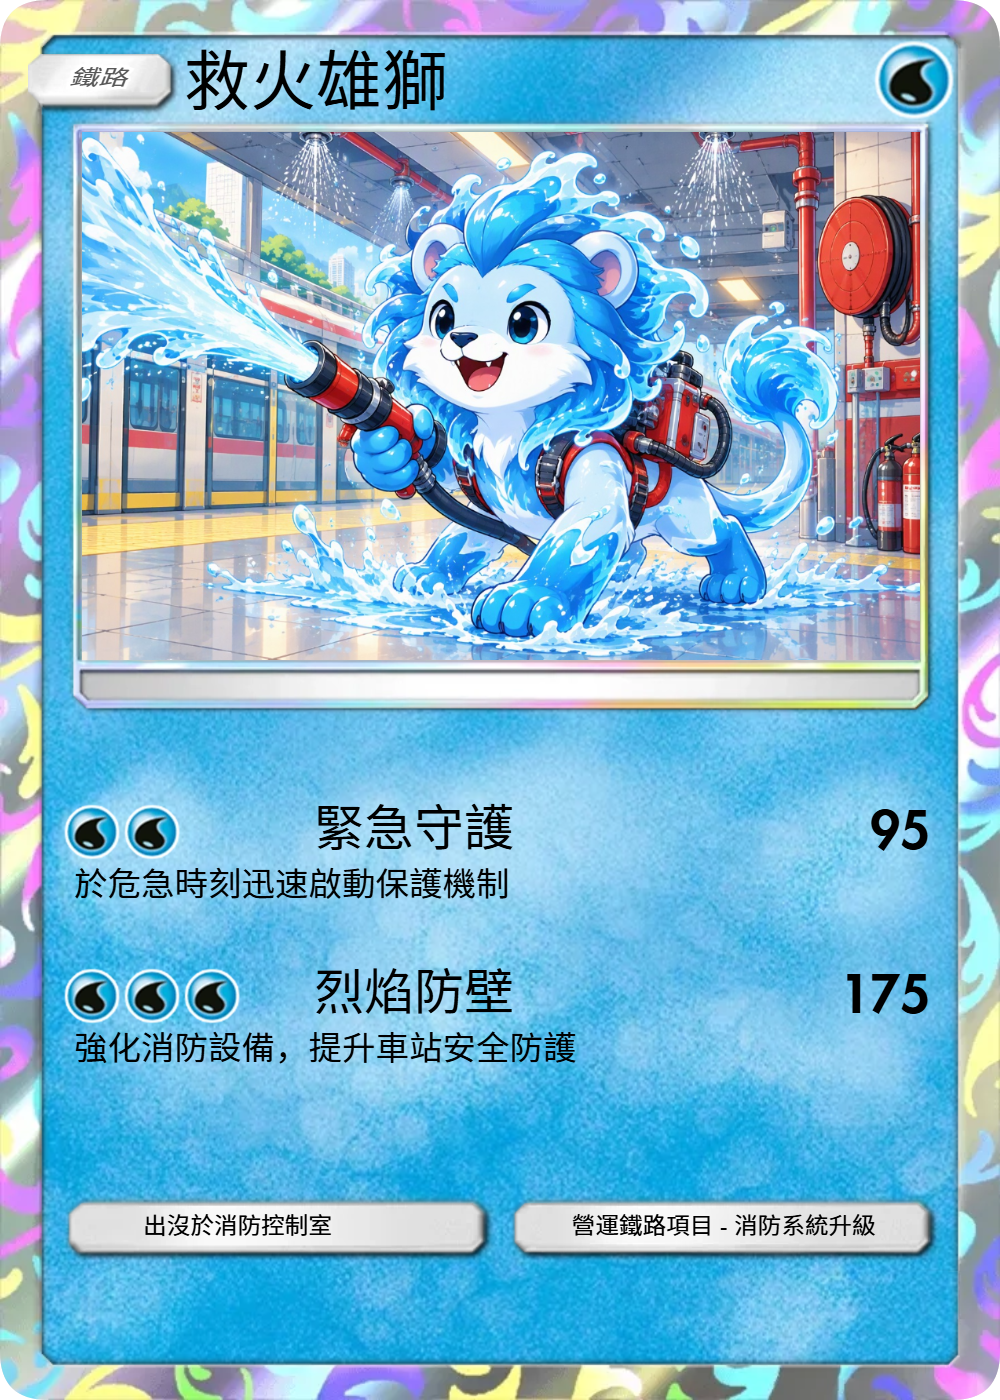 鐵路
救火雄獅
緊急守護 95
於危急時刻迅速啟動保護機制
烈焰防壁 175
強化消防設備，提升車站安全防護
出沒於消防控制室
營運鐵路項目 - 消防系統升級